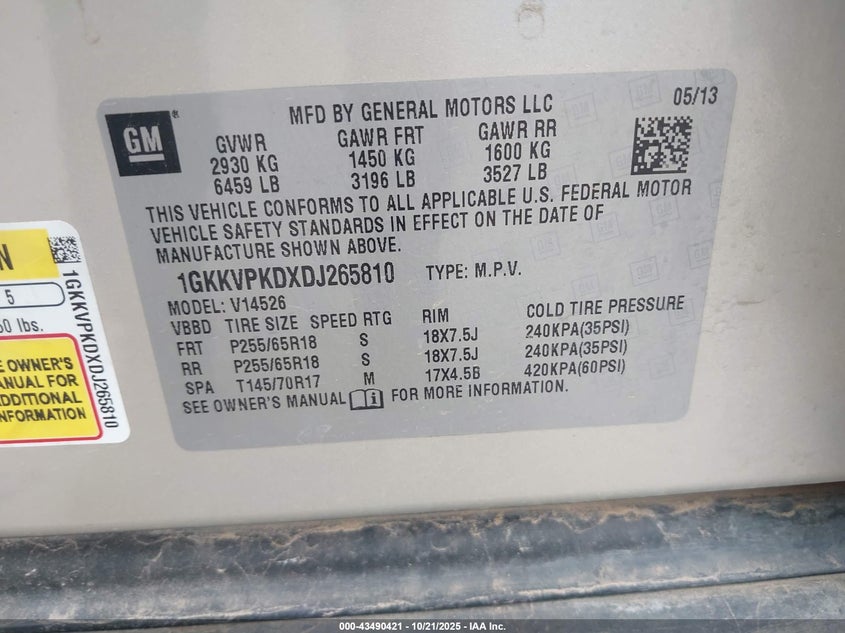 GM ®
MFD BY GENERAL MOTORS LLC 05/13
GVWR GAWR FRT GAWR RR
2930 KG 1450 KG 1600 KG
6459 LB 3196 LB 3527 LB
THIS VEHICLE CONFORMS TO ALL APPLICABLE U.S. FEDERAL MOTOR
VEHICLE SAFETY STANDARDS IN EFFECT ON THE DATE OF
MANUFACTURE SHOWN ABOVE.
1GKKVPKDXDJ265810 TYPE: M.P.V.
MODEL: V14526
VBBD TIRE SIZE SPEED RTG RIM COLD TIRE PRESSURE
FRT P255/65R18 S 18X7.5J 240KPA(35PSI)
RR P255/65R18 S 18X7.5J 240KPA(35PSI)
SPA T145/70R17 M 17X4.5B 420KPA(60PSI)
SEE OWNER'S MANUAL FOR MORE INFORMATION.
N
5
lbs.
OWNER'S
MANUAL FOR
ADDITIONAL
INFORMATION
1GKKVPKDXDJ265810
000-43490421 - 10/21/2025 - IAA Inc.